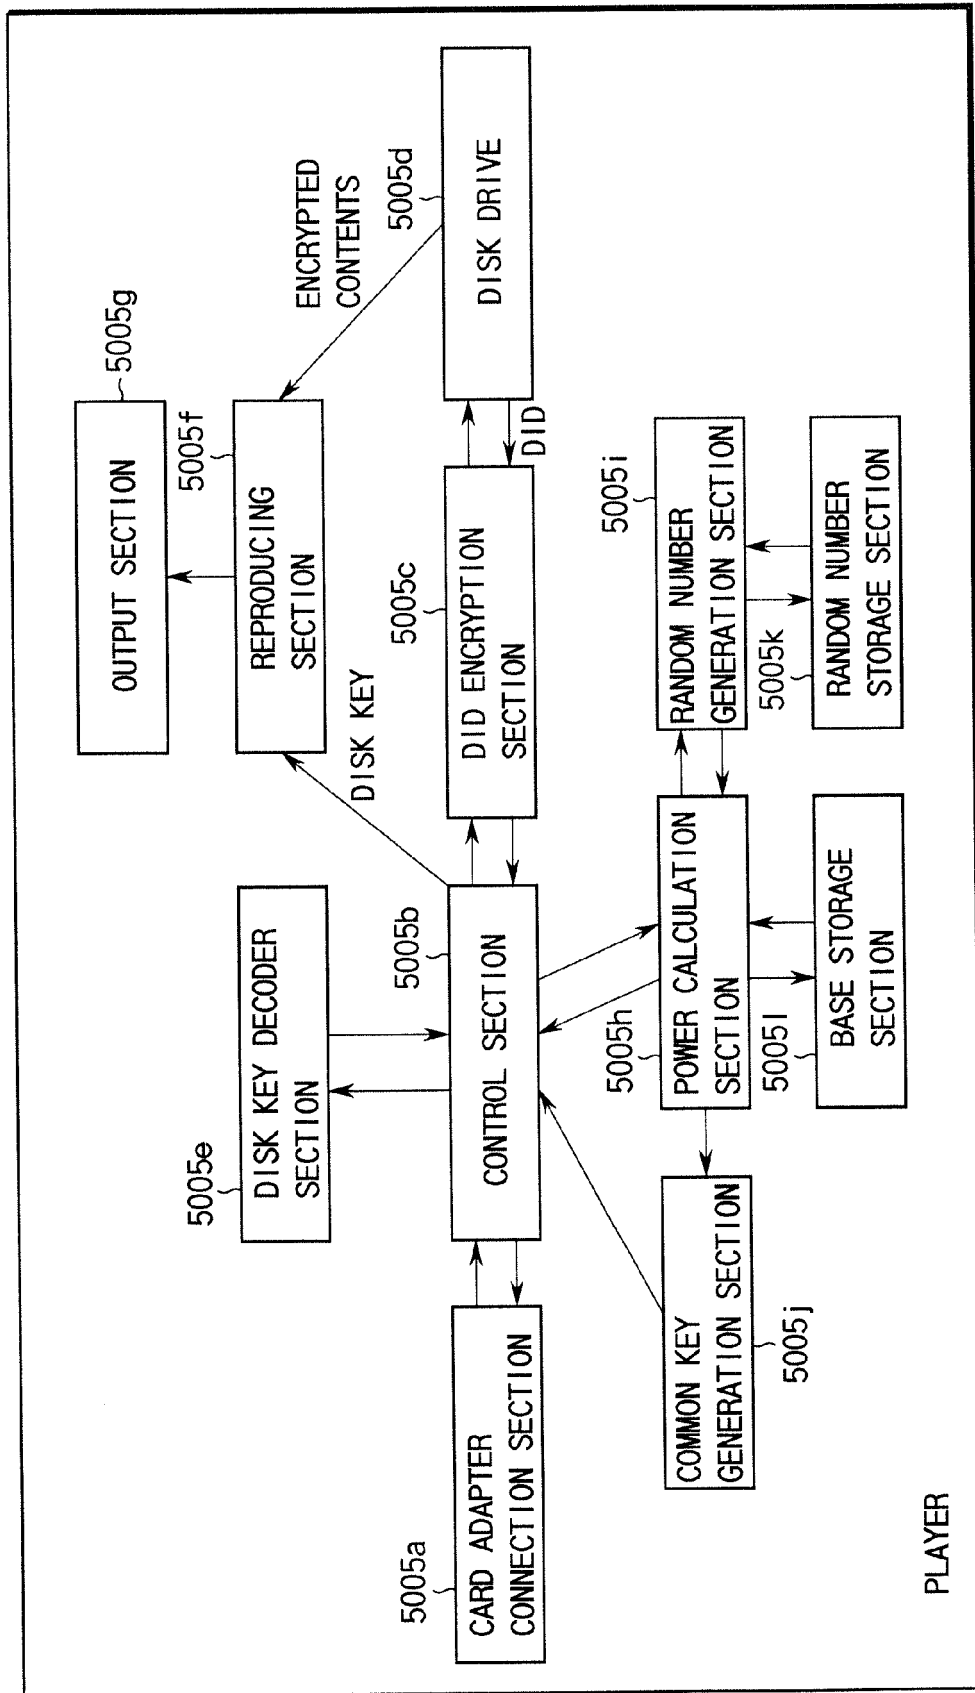 5005g
OUTPUT SECTION
5005f
REPRODUCING
SECTION
ENCRYPTED
CONTENTS
DISK KEY
5005e
DISK KEY DECODER
SECTION
5005a
CARD ADAPTER
CONNECTION SECTION
5005b
CONTROL SECTION
5005c
DID ENCRYPTION
SECTION
DID
5005d
DISK DRIVE
COMMON KEY
GENERATION SECTION
5005j
5005h
POWER CALCULATION
SECTION
5005i
RANDOM NUMBER
GENERATION SECTION
5005l
BASE STORAGE
SECTION
5005k
RANDOM NUMBER
STORAGE SECTION
PLAYER